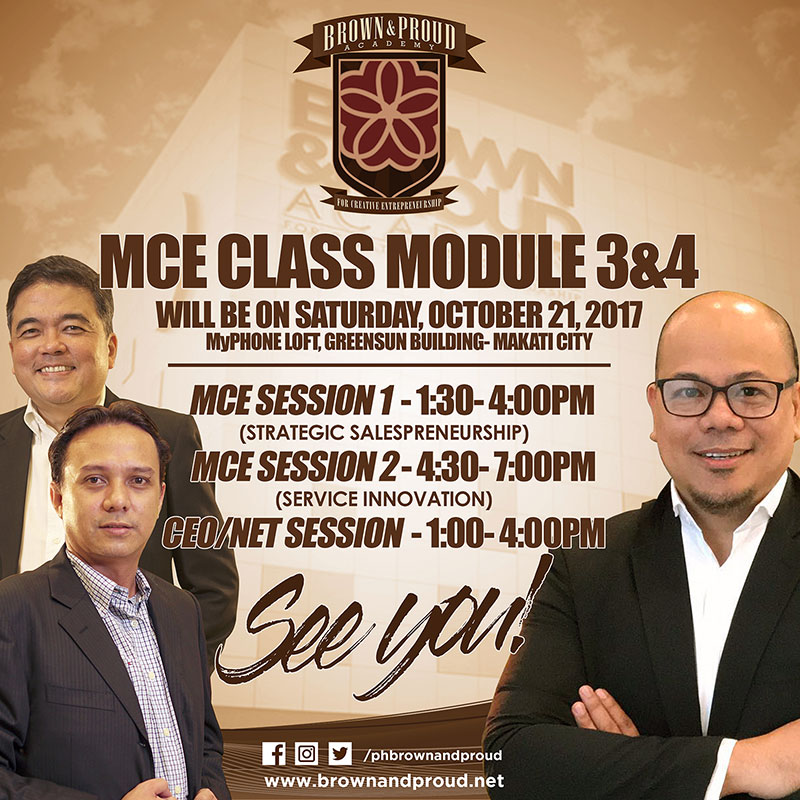 BROWN & PROUD
ACADEMY
FOR CREATIVE ENTREPRENEURSHIP
MCE CLASS MODULE 3&4
WILL BE ON SATURDAY, OCTOBER 21, 2017
MyPHONE LOFT, GREENSUN BUILDING- MAKATI CITY
MCE SESSION 1 - 1:30- 4:00PM
(STRATEGIC SALESPRENEURSHIP)
MCE SESSION 2 - 4:30- 7:00PM
(SERVICE INNOVATION)
CEO/NET SESSION - 1:00- 4:00PM
See you!
/phbrownandproud
www.brownandproud.net